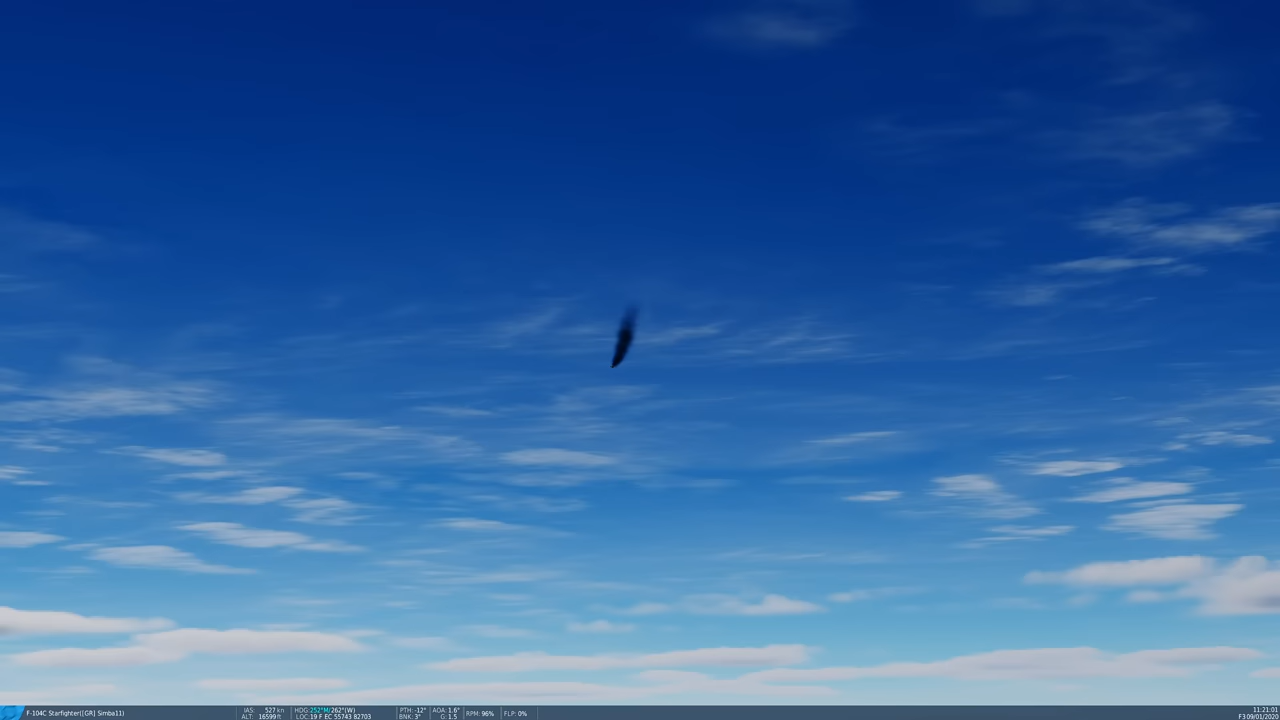 F-104C Starfighter([GR] Simba11)
IAS: 527 kn
ALT: 16599 ft
HDG: 252°M/262°(W)
LOC 19 F EC 55743 82703
PTH: -12°
BNK: 3°
AOA: 1.6°
G: 1.5
RPM: 96%
FLP: 0%
11:21:01
F3 09/01/2020